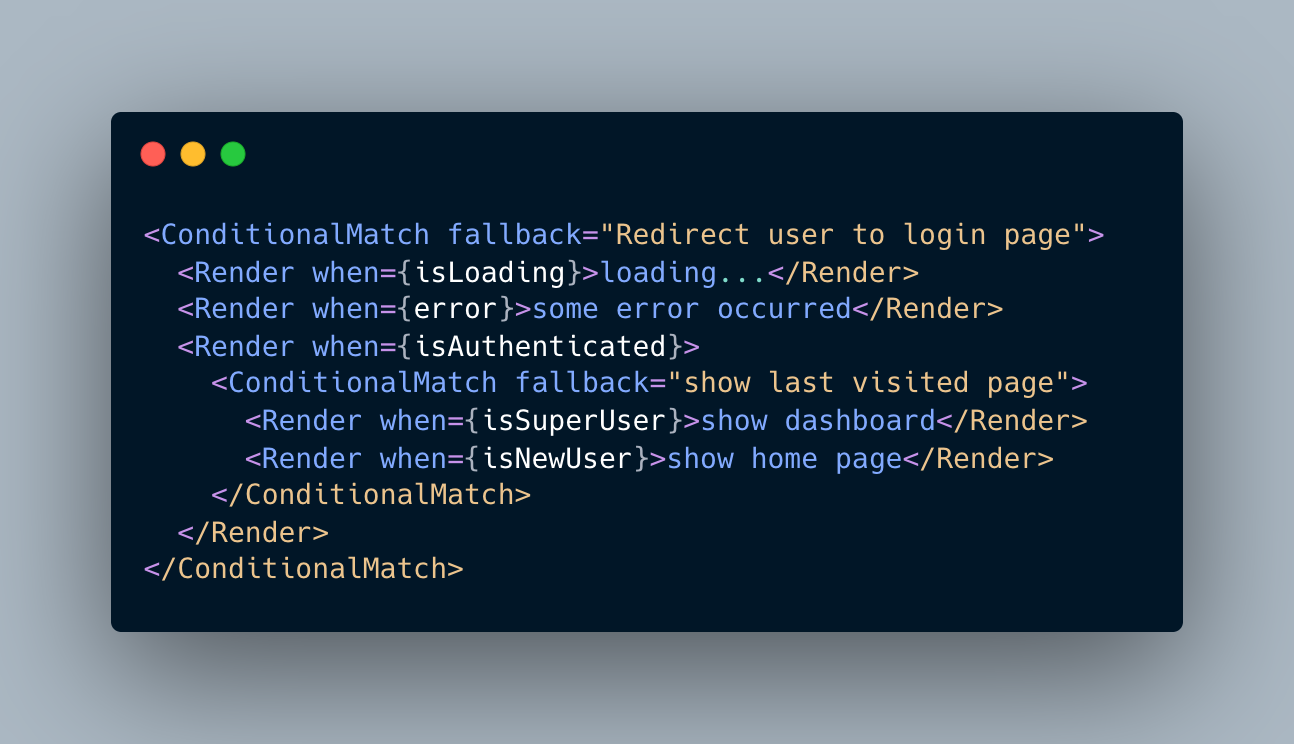 <ConditionalMatch fallback="Redirect user to login page">
  <Render when={isLoading}>loading...</Render>
  <Render when={error}>some error occurred</Render>
  <Render when={isAuthenticated}>
    <ConditionalMatch fallback="show last visited page">
      <Render when={isSuperUser}>show dashboard</Render>
      <Render when={isNewUser}>show home page</Render>
    </ConditionalMatch>
  </Render>
</ConditionalMatch>